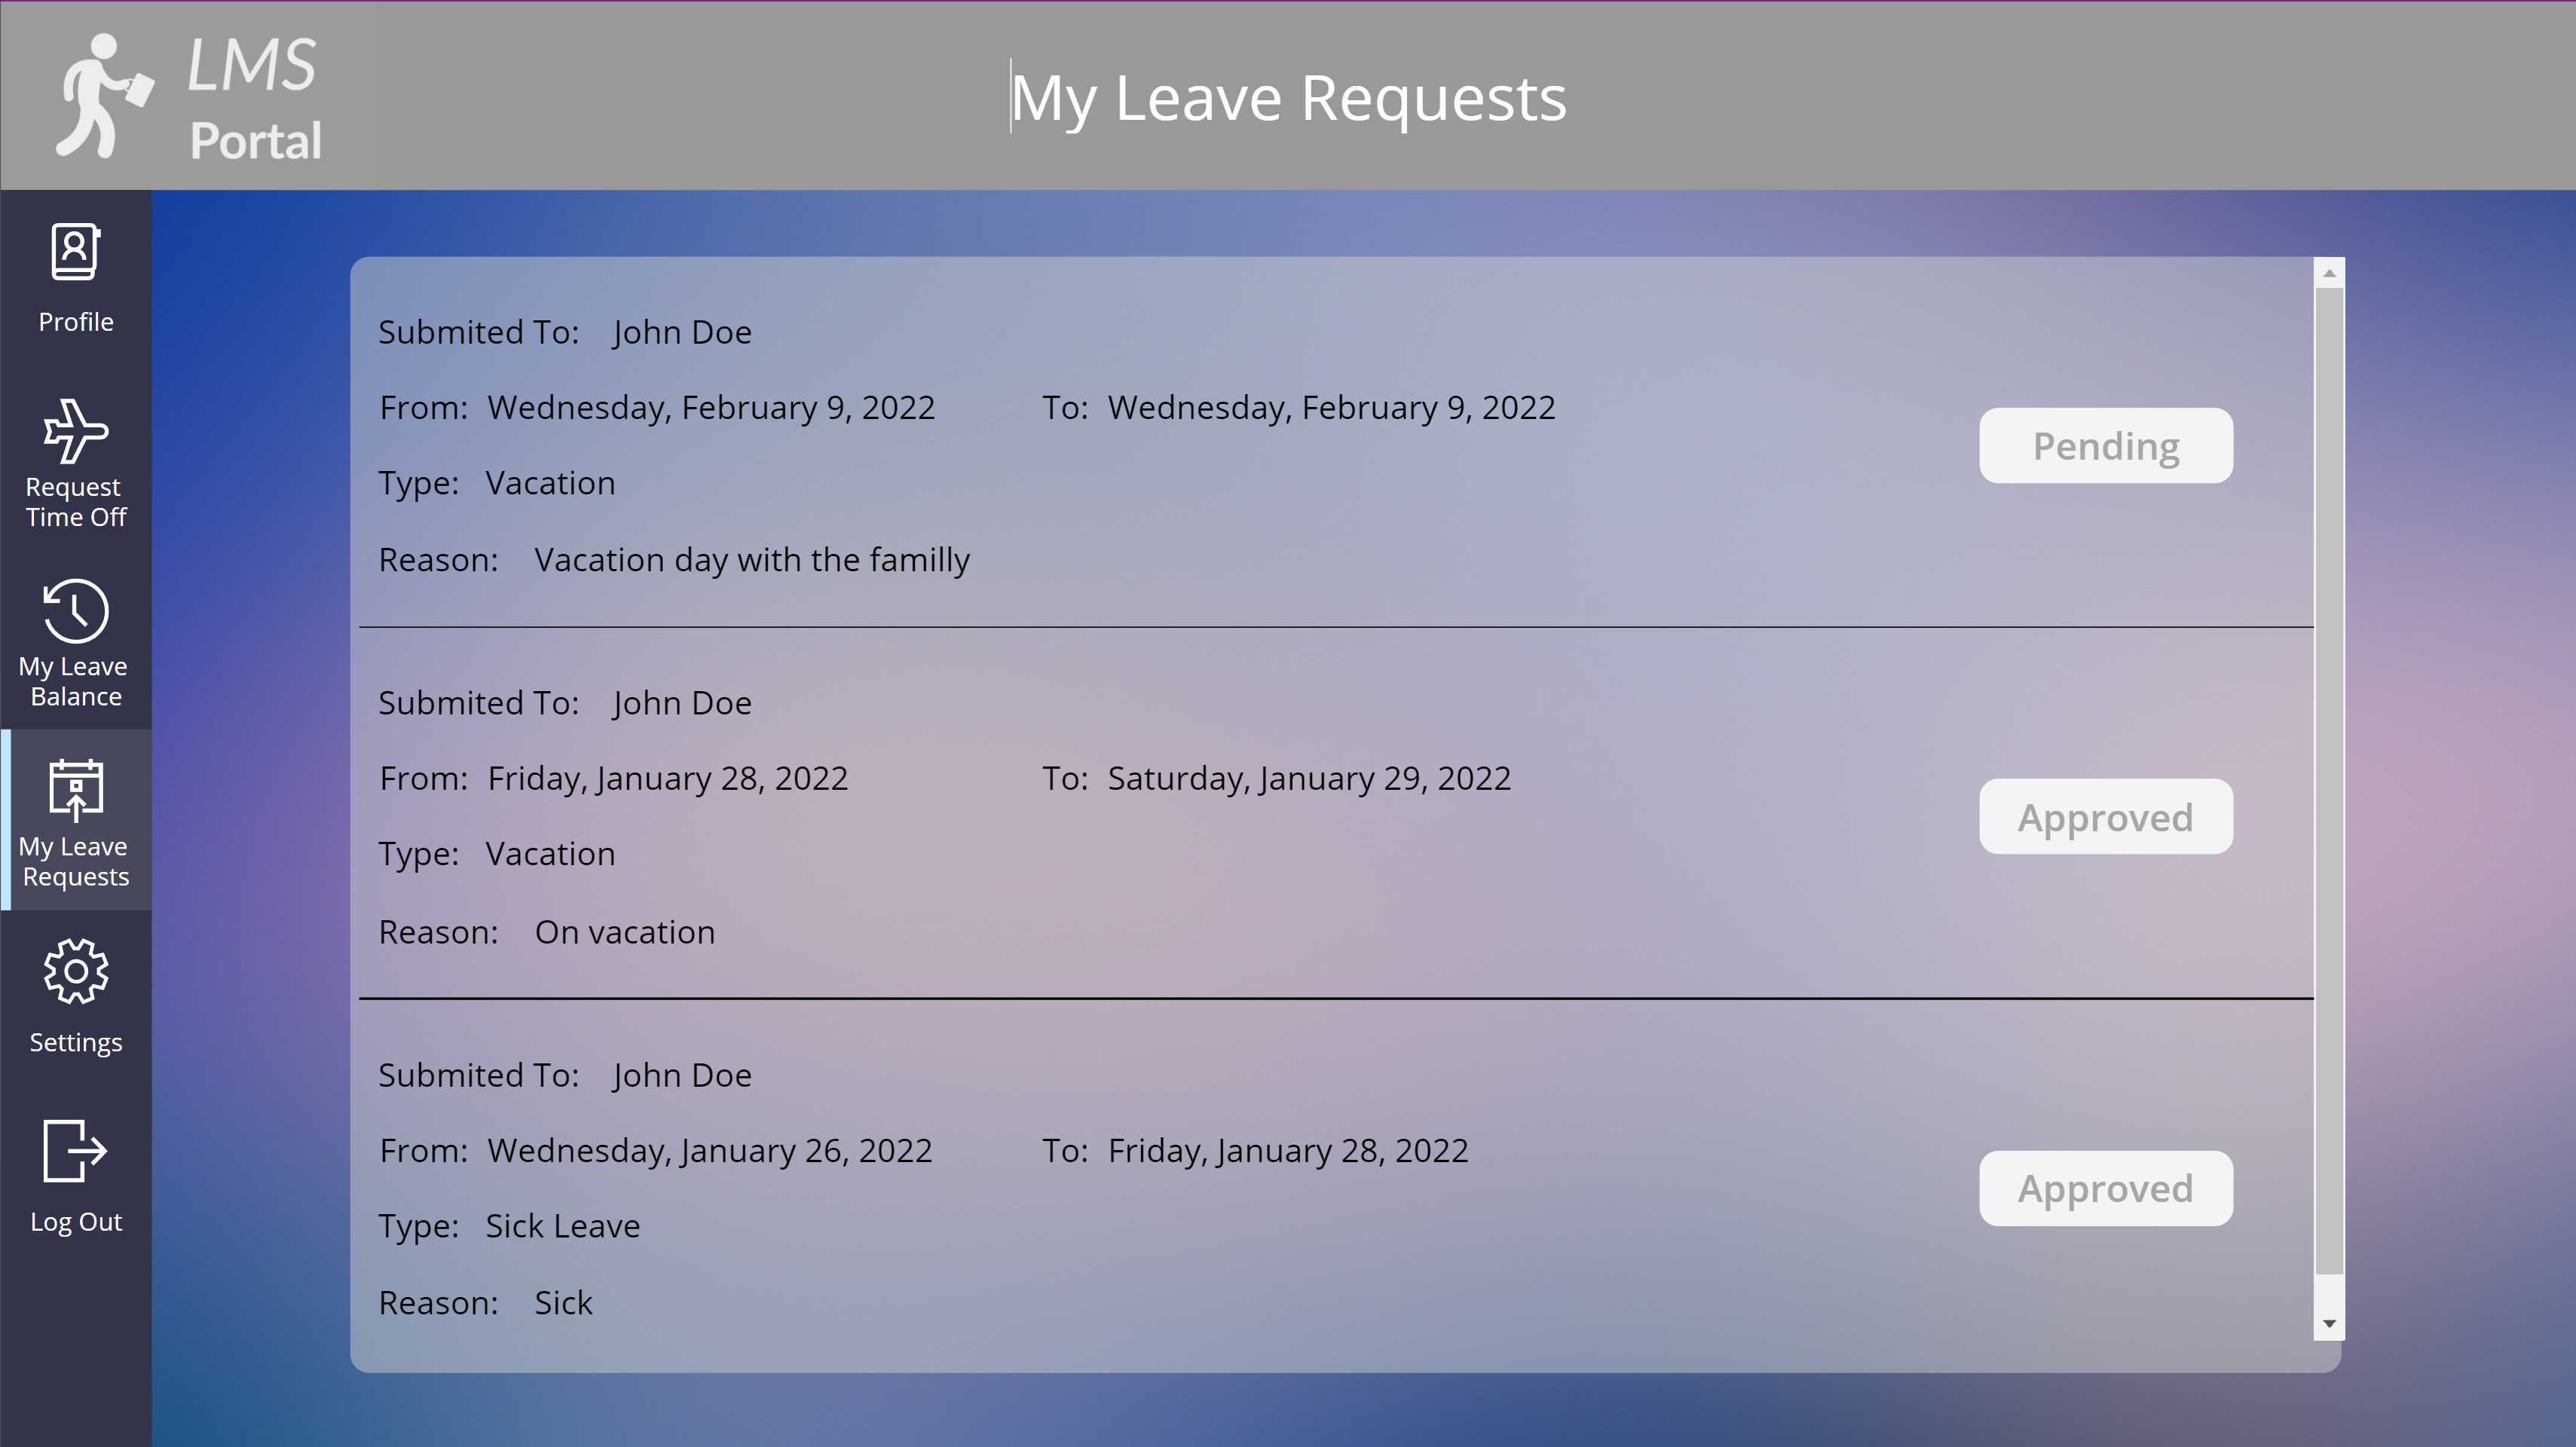 LMS
Portal
My Leave Requests
Profile
Request
Time Off
My Leave
Balance
My Leave
Requests
Settings
Log Out
Submited To: John Doe
From: Wednesday, February 9, 2022 To: Wednesday, February 9, 2022
Pending
Type: Vacation
Reason: Vacation day with the familly
Submited To: John Doe
From: Friday, January 28, 2022 To: Saturday, January 29, 2022
Approved
Type: Vacation
Reason: On vacation
Submited To: John Doe
From: Wednesday, January 26, 2022 To: Friday, January 28, 2022
Approved
Type: Sick Leave
Reason: Sick